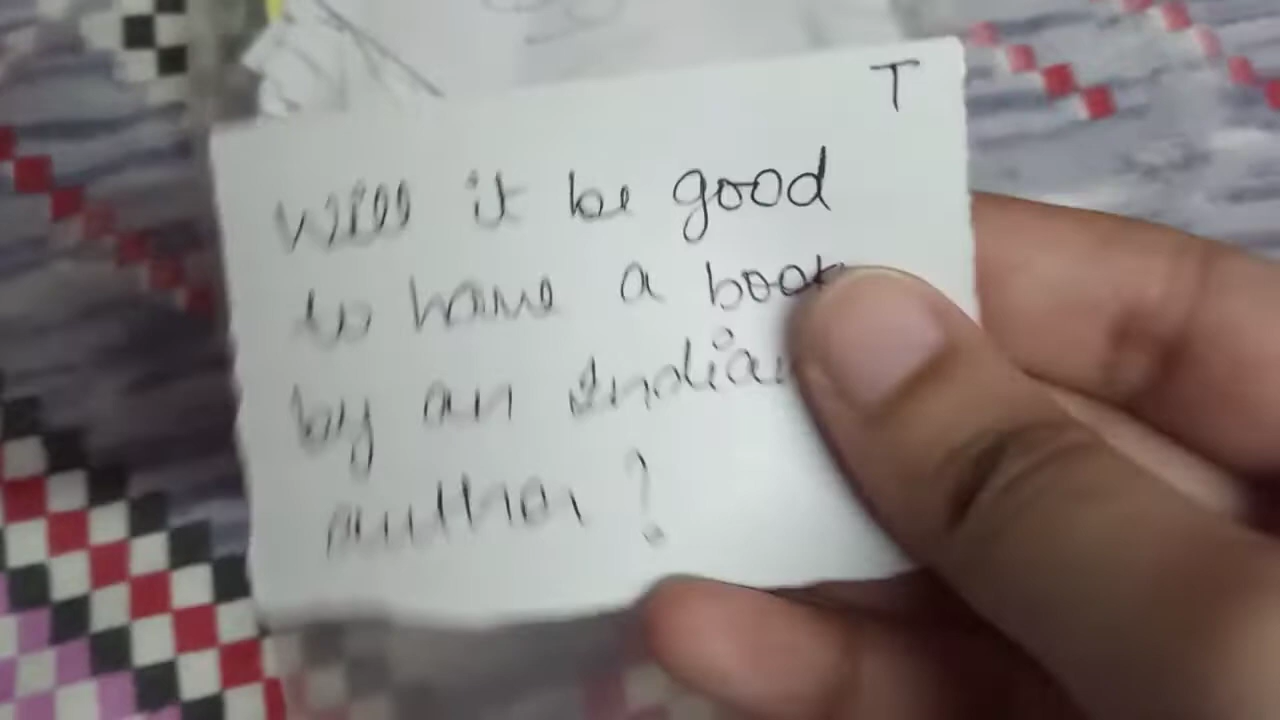 T
Will it be good
to have a book
by an Indian
author?